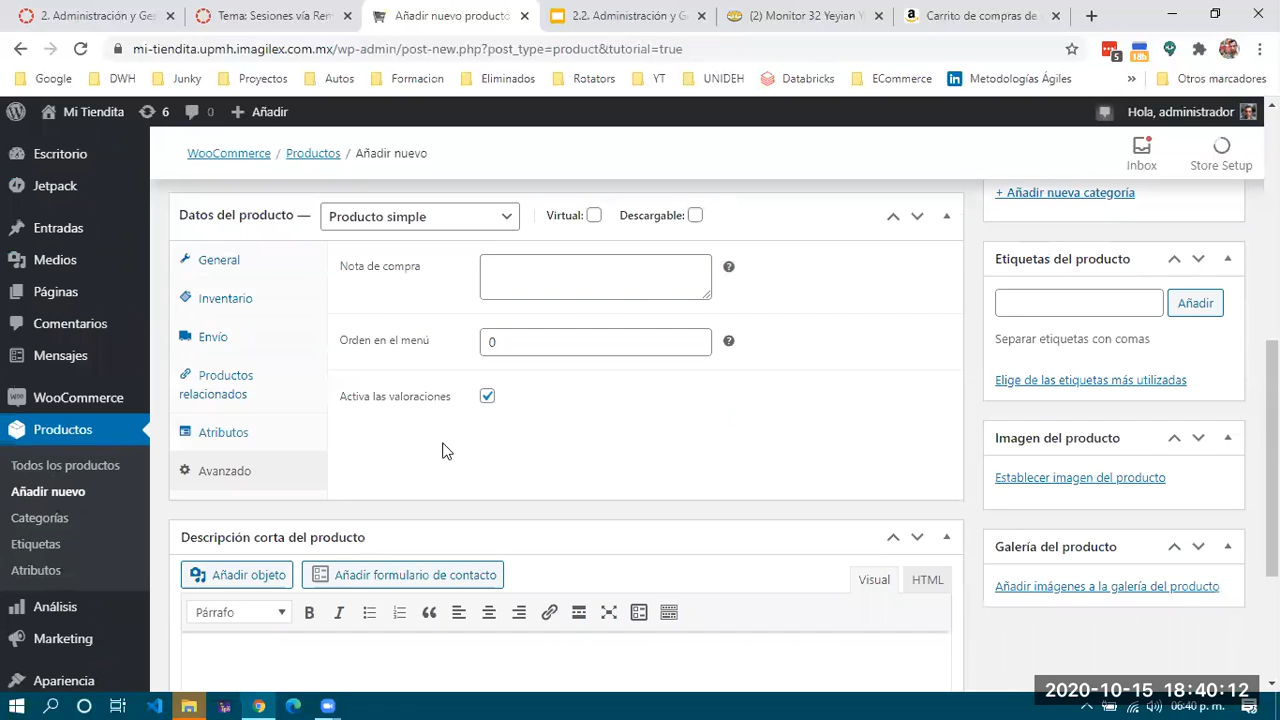 2. Administración y Ges
Tema: Sesiones vía Rem
Añadir nuevo producto
2.2. Administración y G
(2) Monitor 32 Yeyian Y
Carrito de compras de
mi-tiendita.upmh.imagilex.com.mx/wp-admin/post-new.php?post_type=product&tutorial=true
5
18h
Google DWH Junky Proyectos Autos Formacion Eliminados Rotators YT UNIDEH Databricks ECommerce Metodologías Ágiles » Otros marcadores
Mi Tiendita 6 0 + Añadir Hola, administrador
WooCommerce / Productos / Añadir nuevo
Inbox
Store Setup
Escritorio
Jetpack
Entradas
Medios
Páginas
Comentarios
Mensajes
WooCommerce
Productos
Todos los productos
Añadir nuevo
Categorías
Etiquetas
Atributos
Análisis
Marketing
Apariencia
Datos del producto — Producto simple Virtual: Descargable:
General
Inventario
Envío
Productos
relacionados
Atributos
Avanzado
Nota de compra
Orden en el menú 0
Activa las valoraciones
Descripción corta del producto
Añadir objeto Añadir formulario de contacto
Visual HTML
Párrafo
+ Añadir nueva categoría
Etiquetas del producto
Añadir
Separar etiquetas con comas
Elige de las etiquetas más utilizadas
Imagen del producto
Establecer imagen del producto
Galería del producto
Añadir imágenes a la galería del producto
2020-10-15 18:40:12
06:40 p. m.